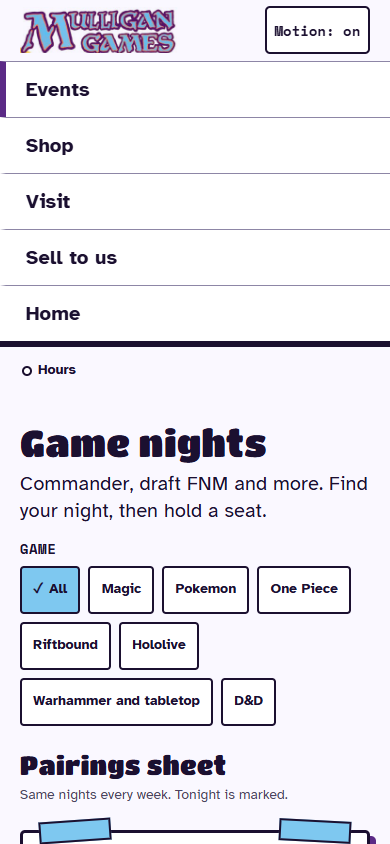 MULLIGAN
GAMES
Motion: on
Events
Shop
Visit
Sell to us
Home
Hours
Game nights
Commander, draft FNM and more. Find
your night, then hold a seat.
GAME
✓ All
Magic
Pokemon
One Piece
Riftbound
Hololive
Warhammer and tabletop
D&D
Pairings sheet
Same nights every week. Tonight is marked.